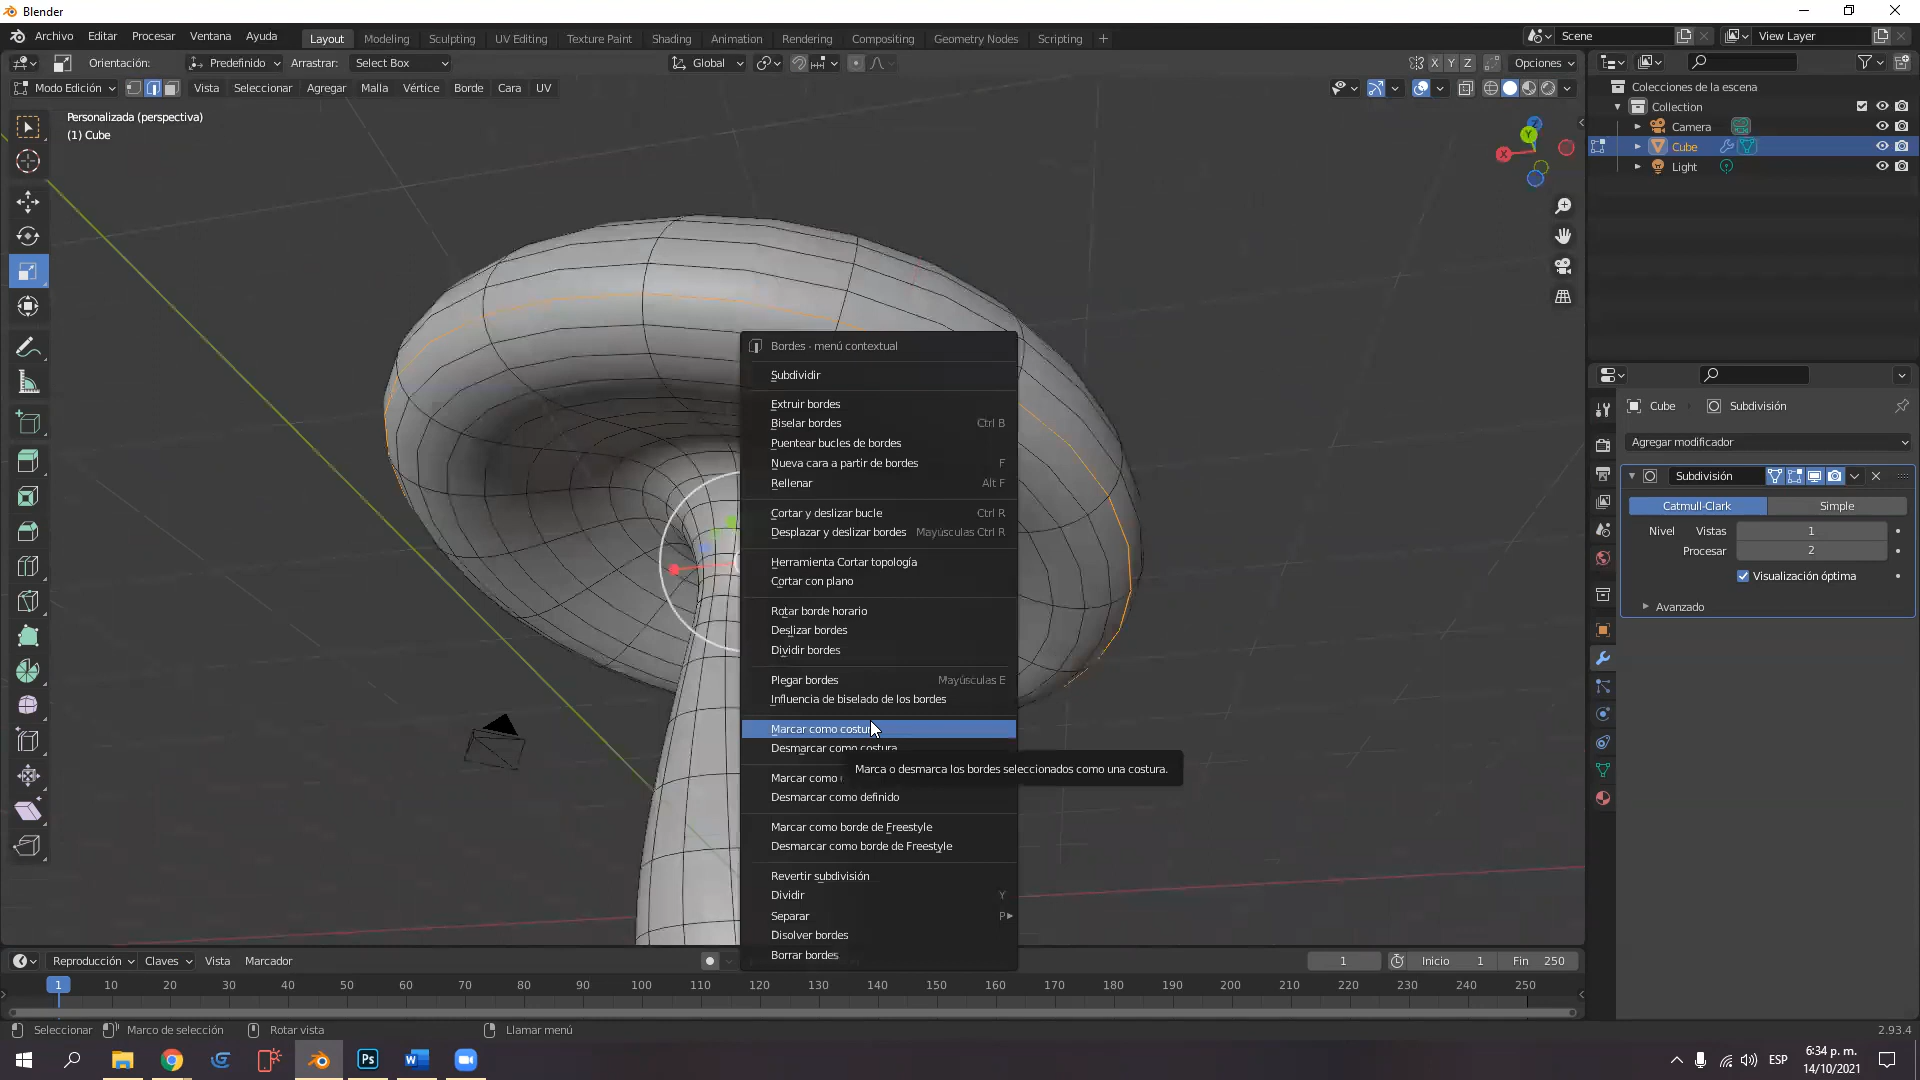 Blender
Archivo Editar Procesar Ventana Ayuda Layout Modeling Sculpting UV Editing Texture Paint Shading Animation Rendering Compositing Geometry Nodes Scripting + Scene View Layer
Orientación: Predefinido Arrastrar: Select Box Global X Y Z Opciones
Modo Edición Vista Seleccionar Agregar Malla Vértice Borde Cara UV
Personalizada (perspectiva)
(1) Cube
Y
Z
X
Colecciones de la escena
Collection
Camera
Cube
Light
Cube Subdivisión
Agregar modificador
Subdivisión
Catmull-Clark Simple
Nivel Vistas 1
Procesar 2
Visualización óptima
Avanzado
Bordes - menú contextual
Subdividir
Extruir bordes
Biselar bordes Ctrl B
Puentear bucles de bordes
Nueva cara a partir de bordes F
Rellenar Alt F
Cortar y deslizar bucle Ctrl R
Desplazar y deslizar bordes Mayúsculas Ctrl R
Herramienta Cortar topología
Cortar con plano
Rotar borde horario
Deslizar bordes
Dividir bordes
Plegar bordes Mayúsculas E
Influencia de biselado de los bordes
Marcar como costura
Desmarcar como costura
Marca o desmarca los bordes seleccionados como una costura.
Marcar como
Desmarcar como definido
Marcar como borde de Freestyle
Desmarcar como borde de Freestyle
Revertir subdivisión
Dividir Y
Separar P
Disolver bordes
Borrar bordes
Reproducción Claves Vista Marcador 1 Inicio 1 Fin 250
1 10 20 30 40 50 60 70 80 90 100 110 120 130 140 150 160 170 180 190 200 210 220 230 240 250
Seleccionar Marco de selección Rotar vista Llamar menú 2.93.4
Ps W ESP 6:34 p. m.
14/10/2021